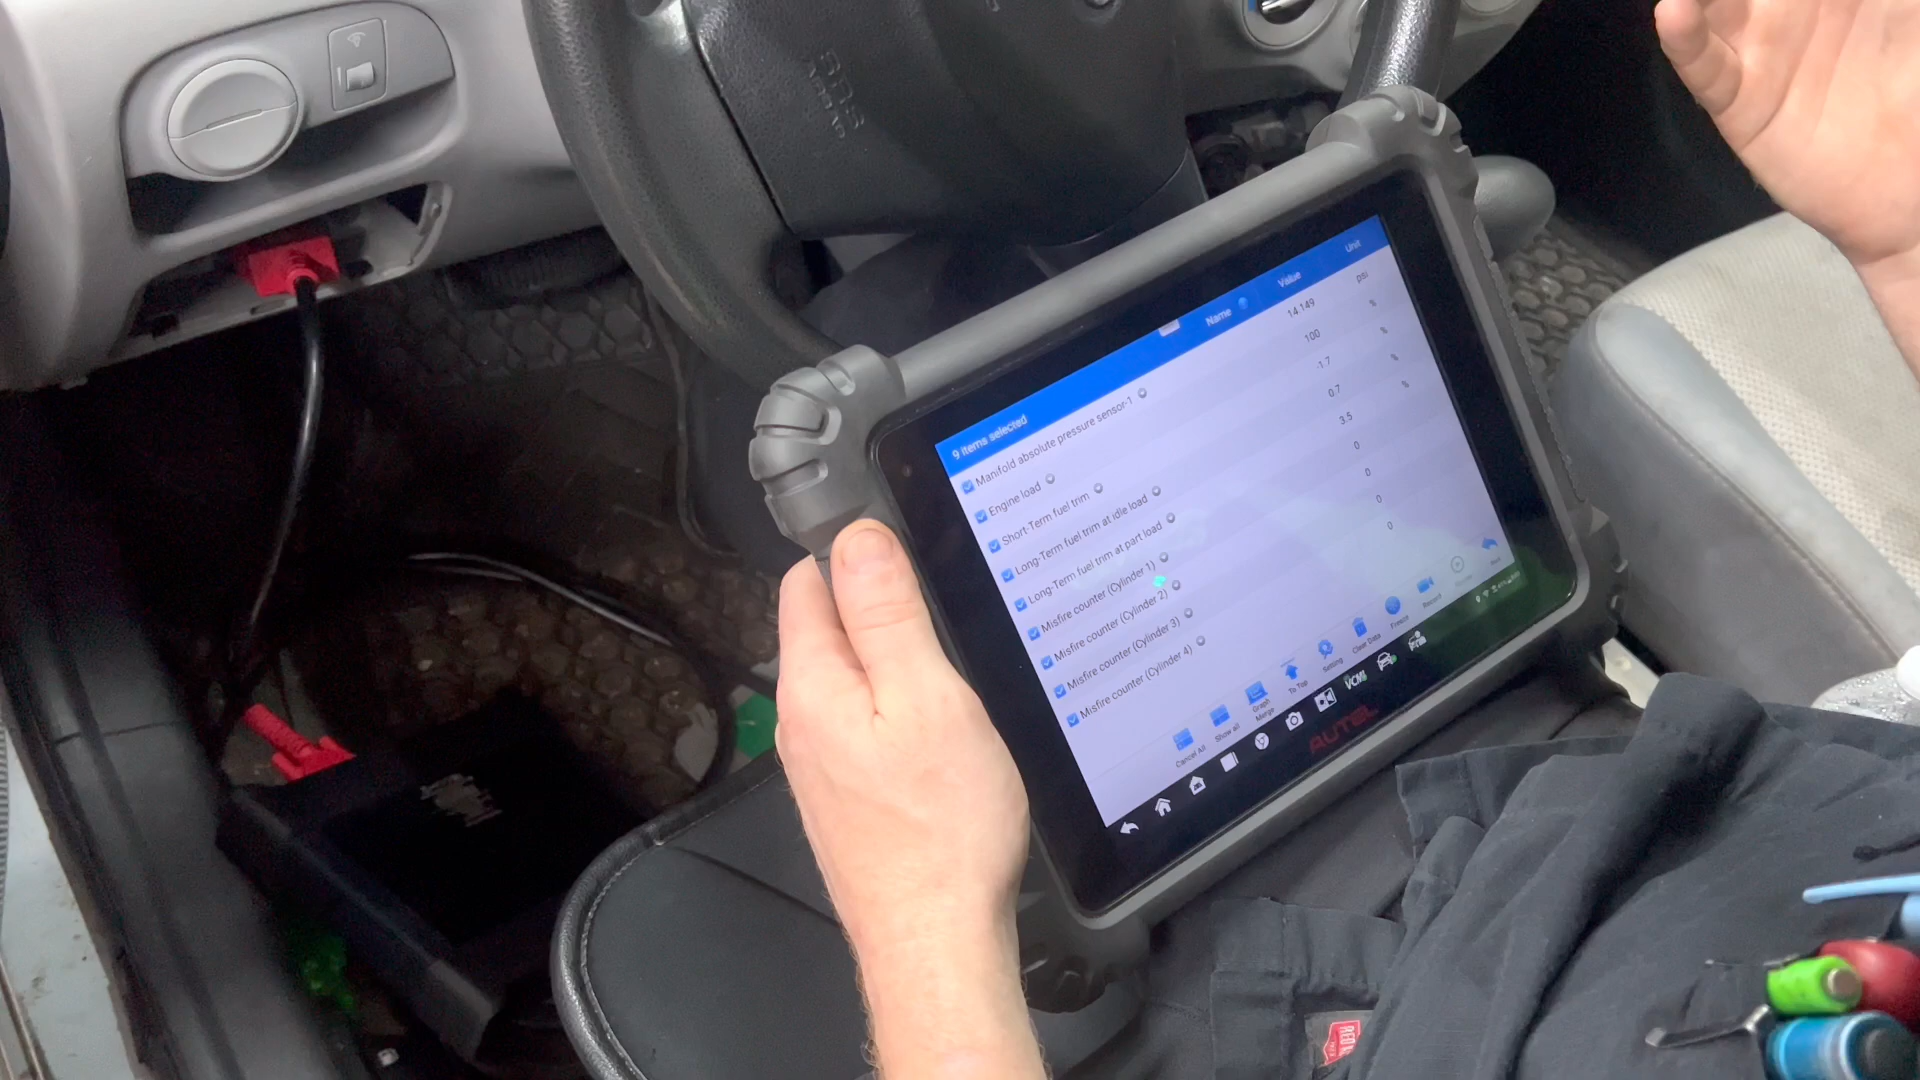 SRS
AIRBAG
9 items selected
Name
Value
Unit
Manifold absolute pressure sensor-1 14.149 psi
Engine load 100 %
Short-Term fuel trim -1.7 %
Long-Term fuel trim at idle load 0.7 %
Long-Term fuel trim at part load 3.5 %
Misfire counter (Cylinder 1) 0
Misfire counter (Cylinder 2) 0
Misfire counter (Cylinder 3) 0
Misfire counter (Cylinder 4) 0
Cancel All
Show all
Graph Merge
To Top
Setting
Clear Data
Freeze
Record
VCMI
AUTEL